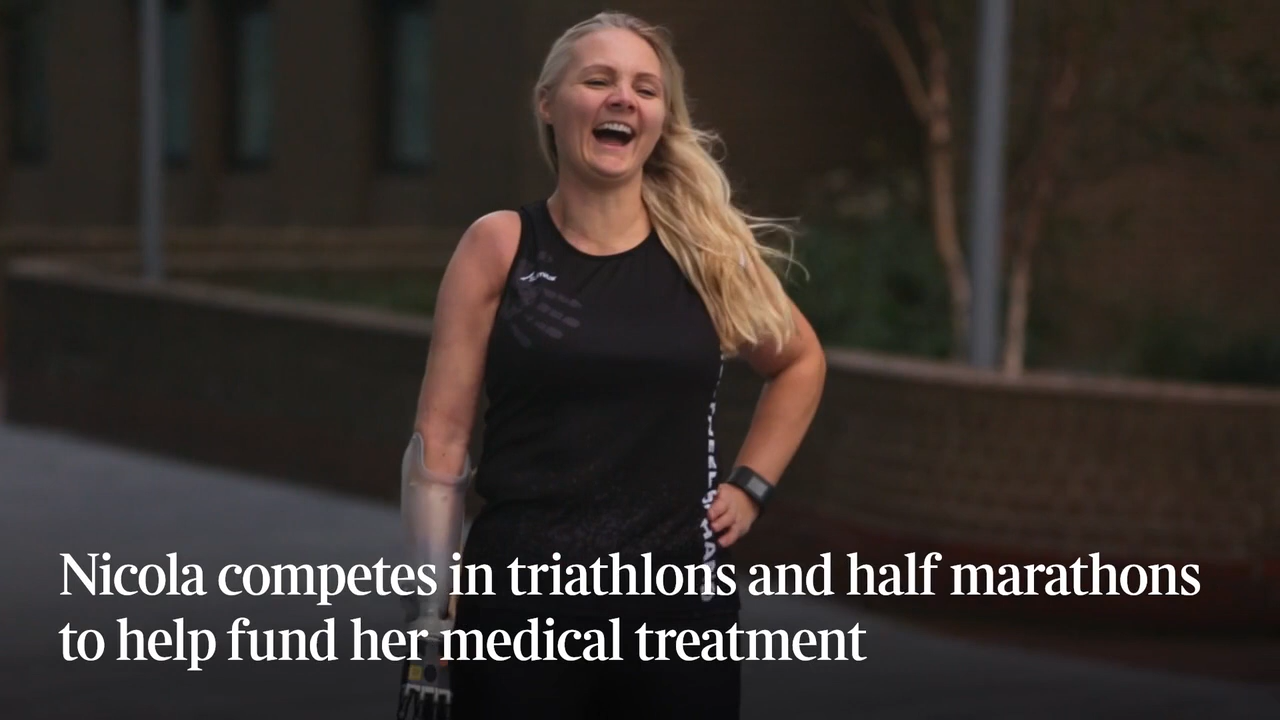 Nicola competes in triathlons and half marathons
to help fund her medical treatment